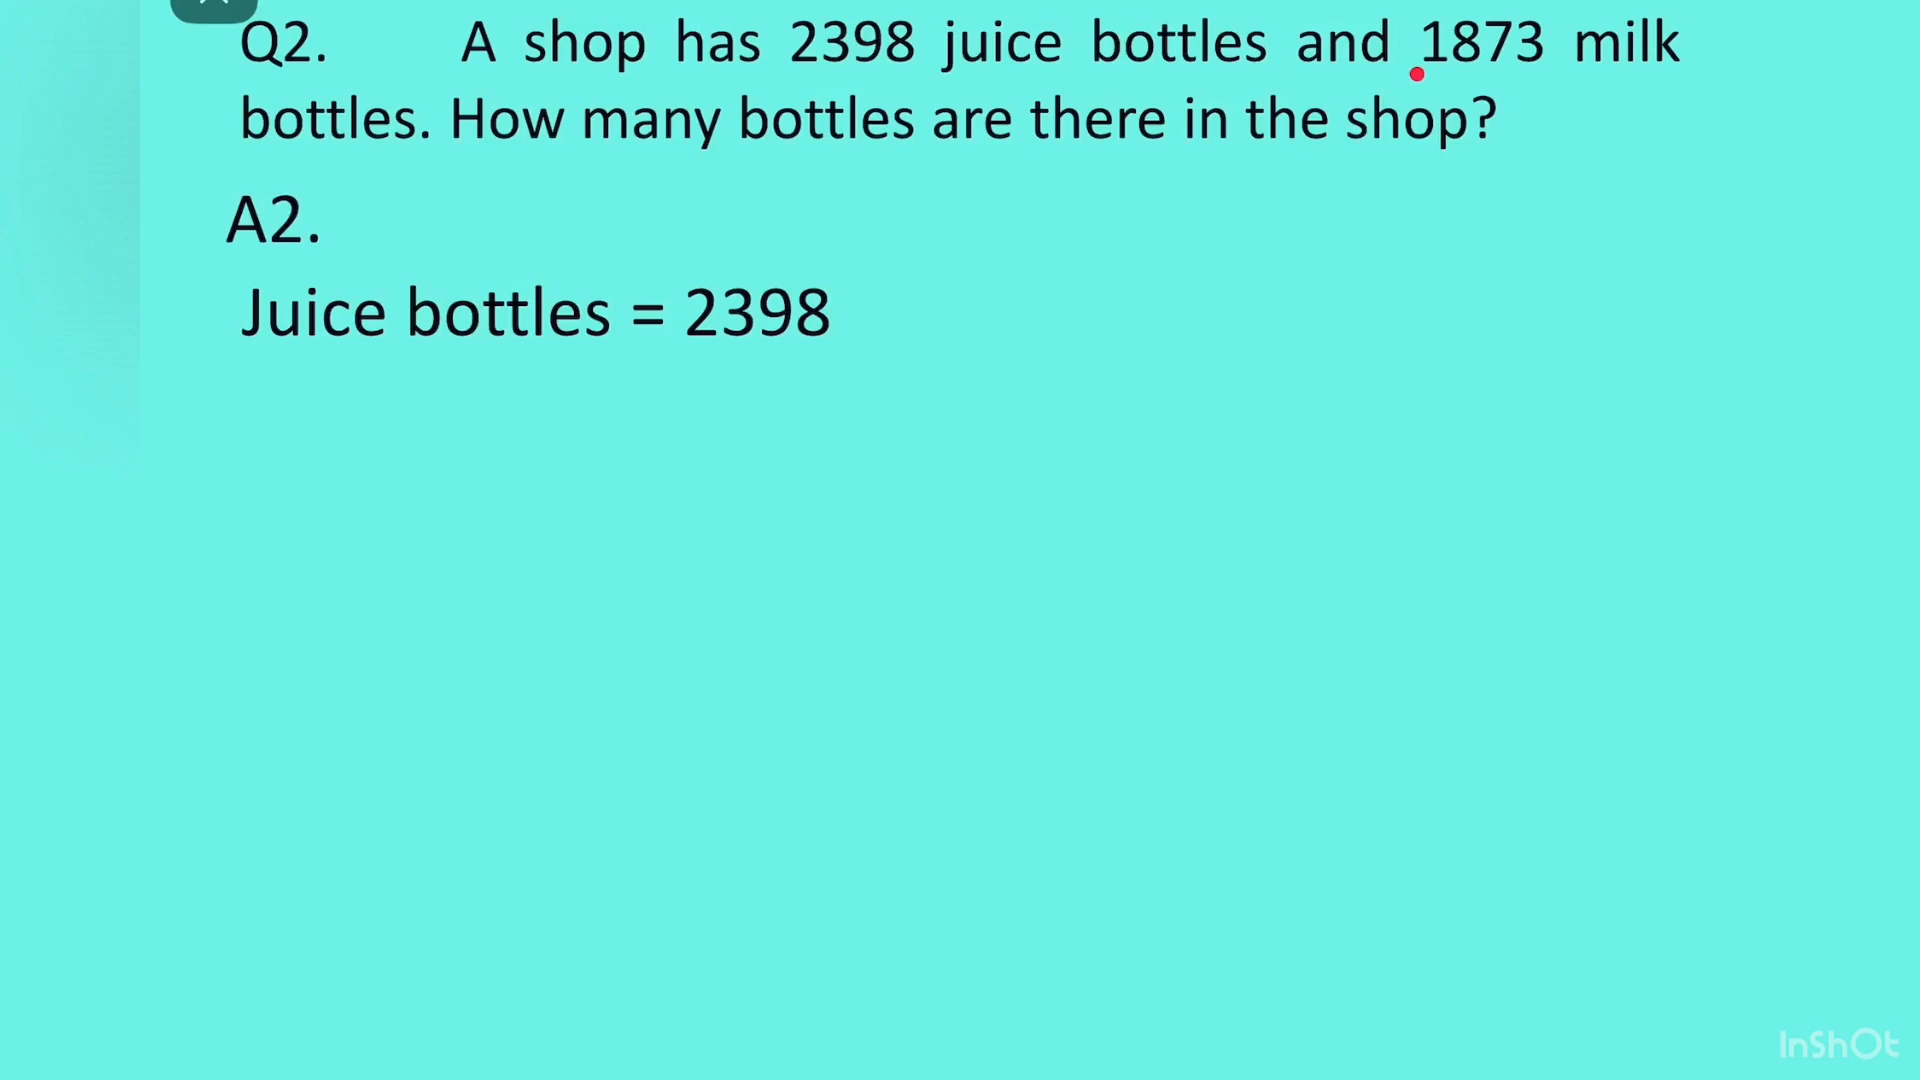 Q2. A shop has 2398 juice bottles and 1873 milk
bottles. How many bottles are there in the shop?
A2.
Juice bottles = 2398
InShOt